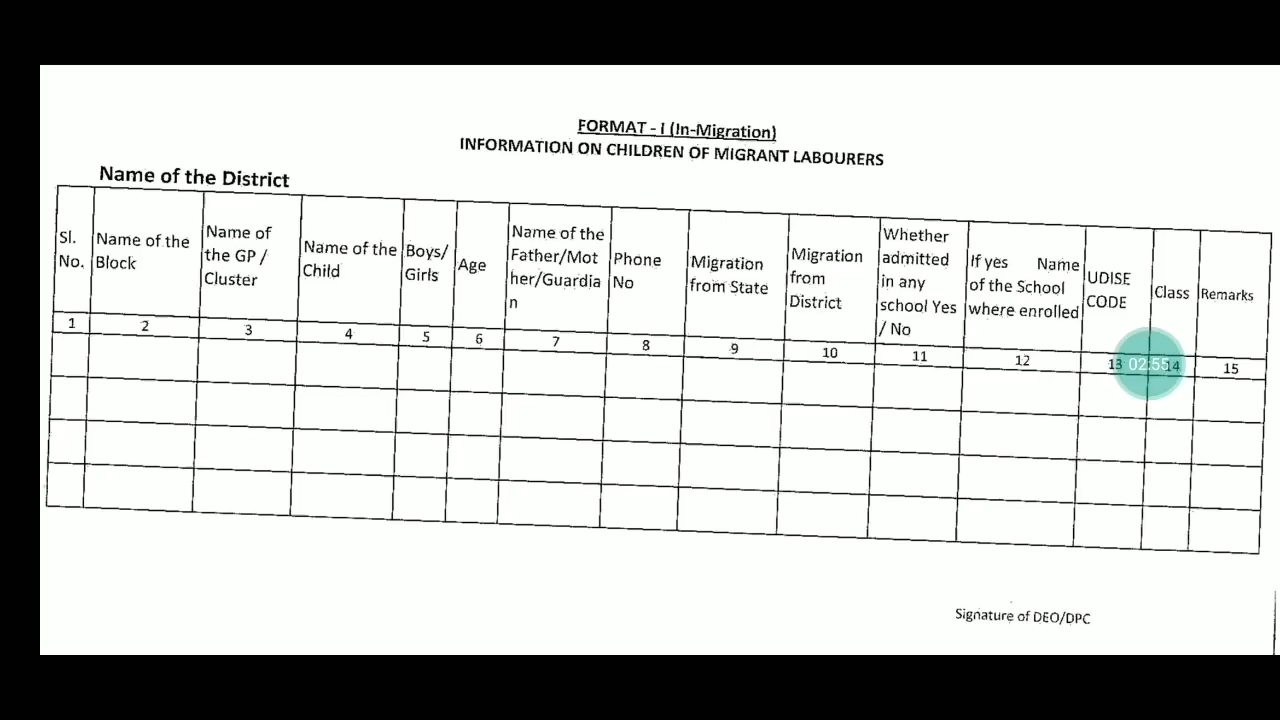 FORMAT - I (In-Migration)
INFORMATION ON CHILDREN OF MIGRANT LABOURERS
Name of the District
Sl.
No.
Name of the
Block
Name of
the GP /
Cluster
Name of the
Child
Boys/
Girls
Age
Name of the
Father/Mot
her/Guardia
n
Phone
No
Migration
from State
Migration
from
District
Whether
admitted
in any
school Yes
/ No
If yes Name
of the School
where enrolled
UDISE
CODE
Class
Remarks
1 2 3 4 5 6 7 8 9 10 11 12 13 14 15
02:55
Signature of DEO/DPC